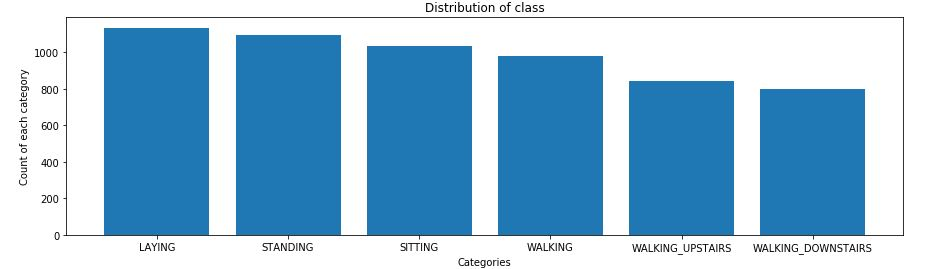 Distribution of class
Count of each category
1000
800
600
400
200
0
LAYING STANDING SITTING WALKING WALKING_UPSTAIRS WALKING_DOWNSTAIRS
Categories